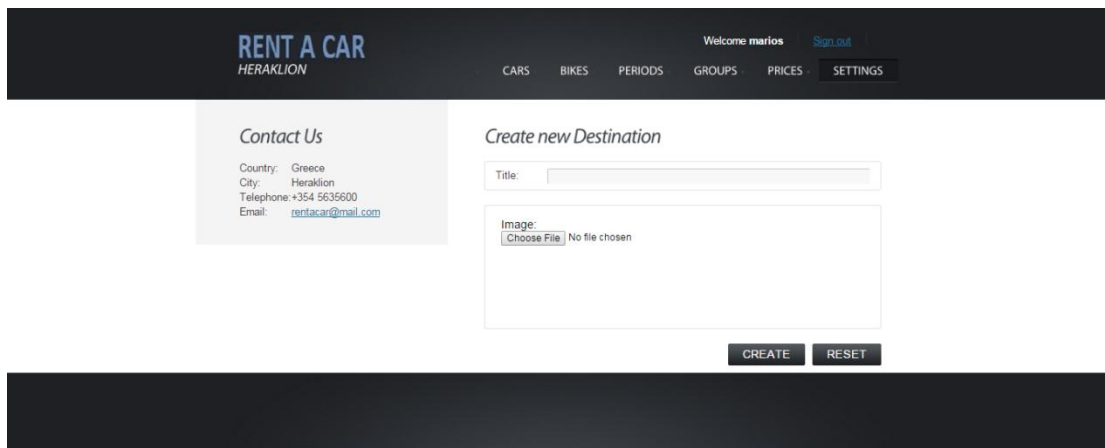 RENT A CAR
HERAKLION
Welcome marios
Sign out
CARS BIKES PERIODS GROUPS PRICES SETTINGS
Contact Us
Country: Greece
City: Heraklion
Telephone:+354 5635600
Email: rentacar@mail.com
Create new Destination
Title:
Image:
Choose File No file chosen
CREATE RESET